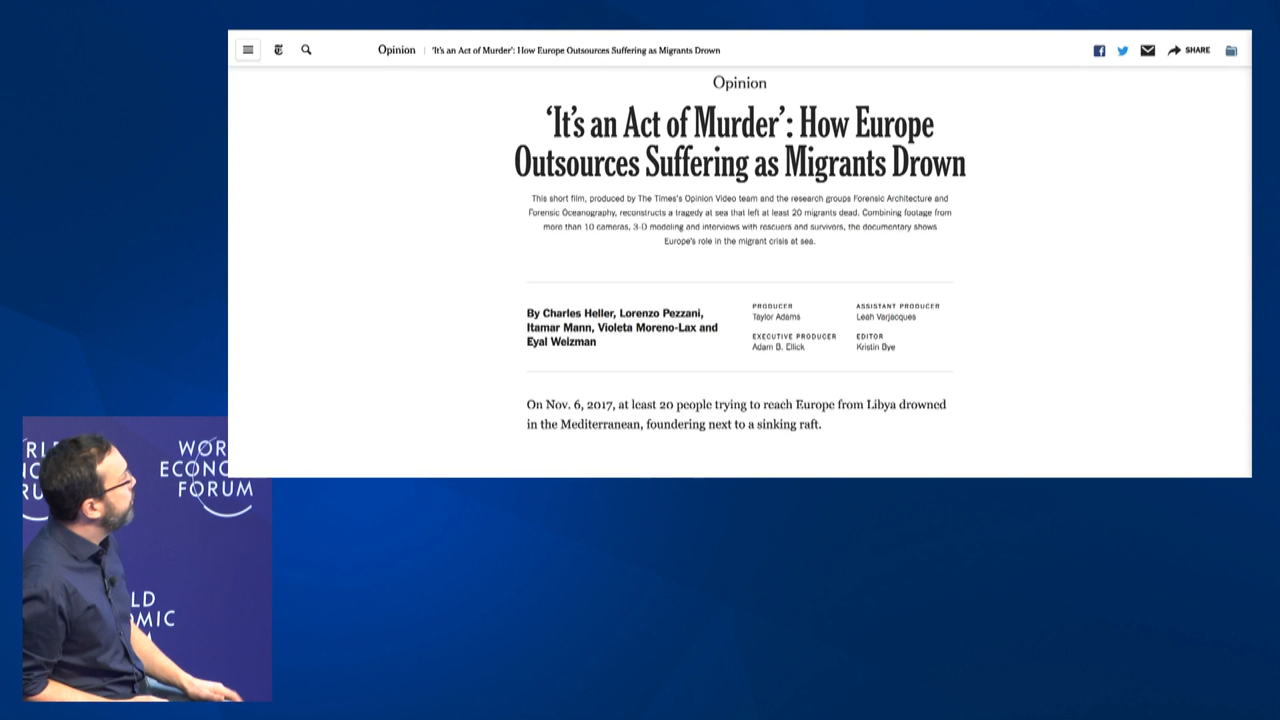 Opinion | 'It's an Act of Murder': How Europe Outsources Suffering as Migrants Drown
SHARE
Opinion
‘It’s an Act of Murder’: How Europe
Outsources Suffering as Migrants Drown
This short film, produced by The Times's Opinion Video team and the research groups Forensic Architecture and
Forensic Oceanography, reconstructs a tragedy at sea that left at least 20 migrants dead. Combining footage from
more than 10 cameras, 3-D modeling and interviews with rescuers and survivors, the documentary shows
Europe's role in the migrant crisis at sea.
By Charles Heller, Lorenzo Pezzani,
Itamar Mann, Violeta Moreno-Lax and
Eyal Weizman
PRODUCER
Taylor Adams
ASSISTANT PRODUCER
Leah Varjacques
EXECUTIVE PRODUCER
Adam B. Ellick
EDITOR
Kristin Bye
On Nov. 6, 2017, at least 20 people trying to reach Europe from Libya drowned
in the Mediterranean, foundering next to a sinking raft.
WOR
ECONO
FORUM
RL
NO
RU
LD
OMIC